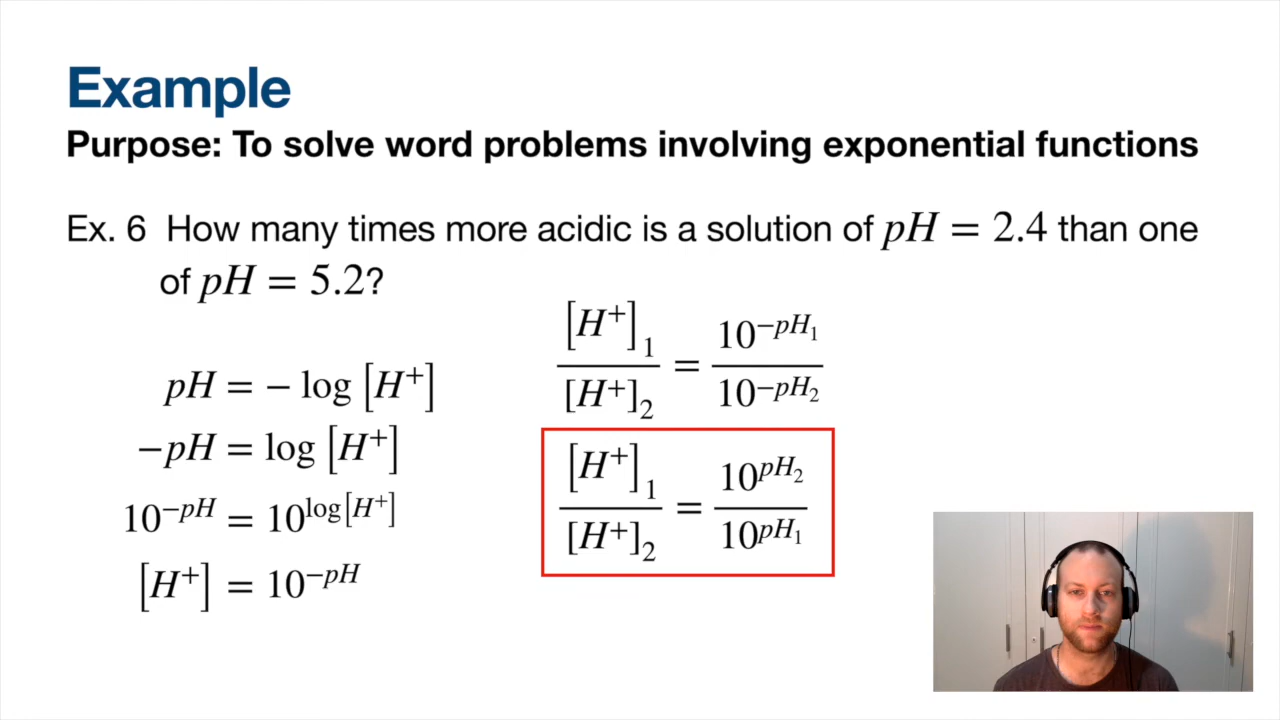 Example
Purpose: To solve word problems involving exponential functions
Ex. 6 How many times more acidic is a solution of pH = 2.4 than one
of pH = 5.2?
pH = − log [H⁺]
−pH = log [H⁺]
10^{−pH} = 10^{log[H⁺]}
[H⁺] = 10^{−pH}
[H⁺]₁ / [H⁺]₂ = 10^{−pH₁} / 10^{−pH₂}
[H⁺]₁ / [H⁺]₂ = 10^{pH₂} / 10^{pH₁}